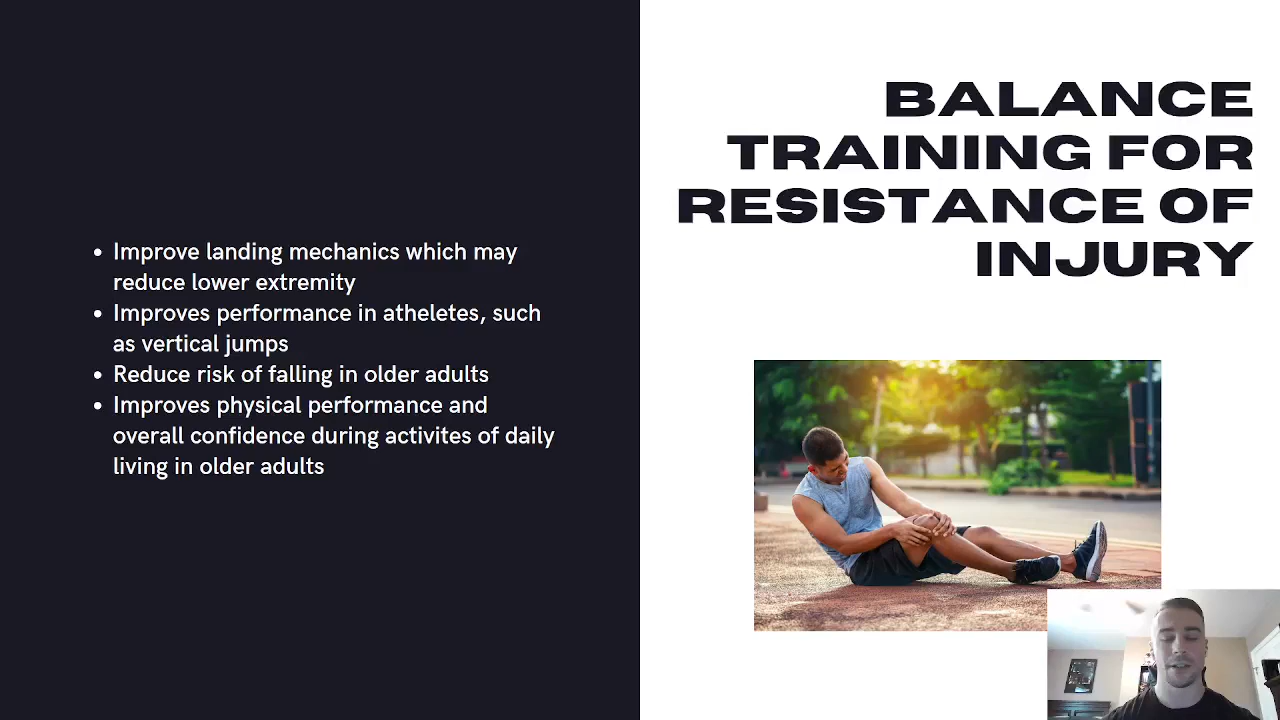 BALANCE
TRAINING FOR
RESISTANCE OF
INJURY
• Improve landing mechanics which may
reduce lower extremity
• Improves performance in atheletes, such
as vertical jumps
• Reduce risk of falling in older adults
• Improves physical performance and
overall confidence during activites of daily
living in older adults